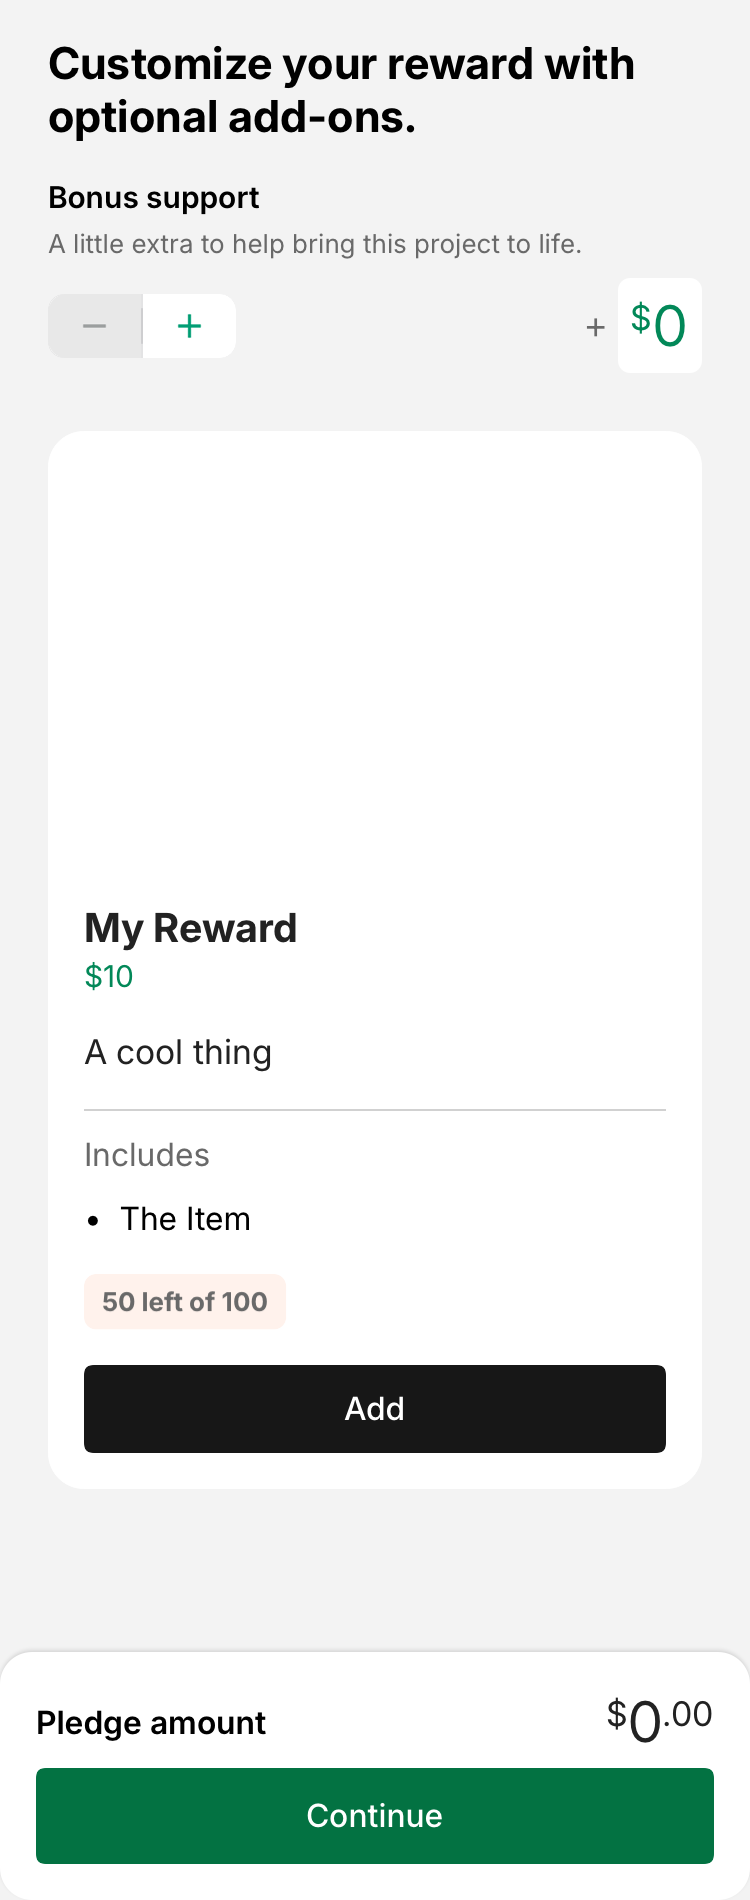 Customize your reward with
optional add-ons.
Bonus support
A little extra to help bring this project to life.
− + + $0
My Reward
$10
A cool thing
Includes
• The Item
50 left of 100
Add
Pledge amount $0.00
Continue